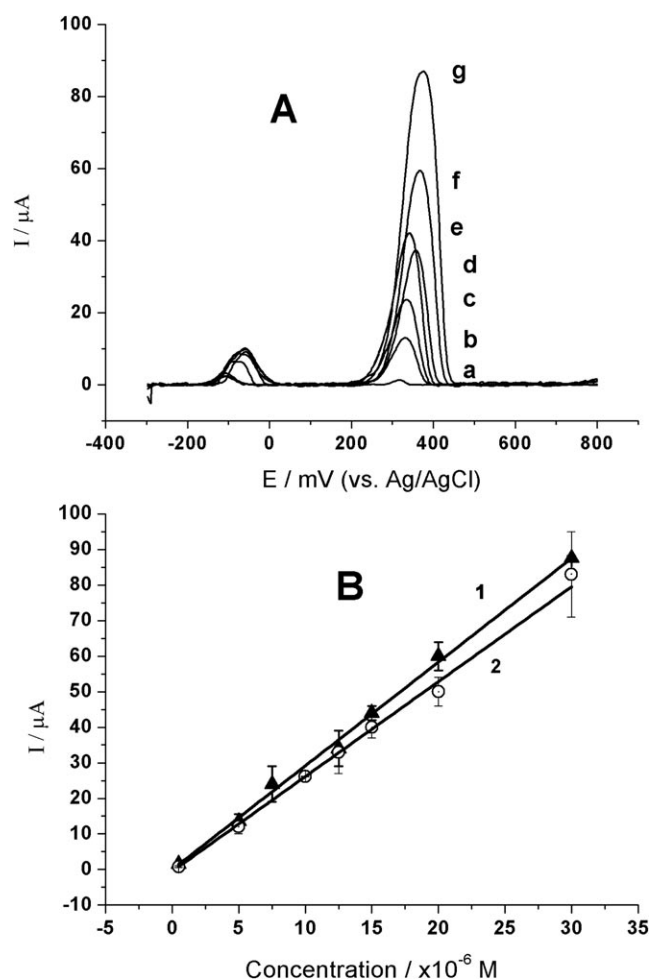 100
80
60
40
20
0
I / µA
A
g
f
e
d
c
b
a
-400 -200 0 200 400 600 800
E / mV (vs. Ag/AgCl)
100
90
80
70
60
50
40
30
20
10
0
-10
I / µA
B
1
2
-5 0 5 10 15 20 25 30 35
Concentration / x10⁻⁶ M